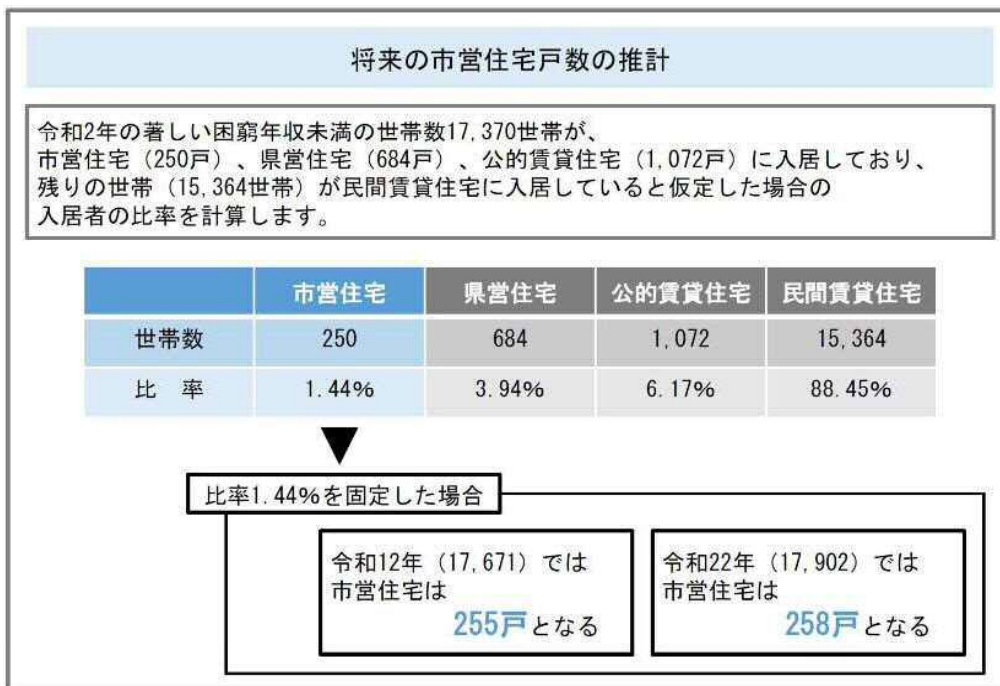 将来の市営住宅戸数の推計
令和2年の著しい困窮年収未満の世帯数17,370世帯が、
市営住宅（250戸）、県営住宅（684戸）、公的賃貸住宅（1,072戸）に入居しており、
残りの世帯（15,364世帯）が民間賃貸住宅に入居していると仮定した場合の
入居者の比率を計算します。
市営住宅 県営住宅 公的賃貸住宅 民間賃貸住宅
世帯数 250 684 1,072 15,364
比　率 1.44% 3.94% 6.17% 88.45%
比率1.44%を固定した場合
令和12年（17,671）では
市営住宅は
255戸となる
令和22年（17,902）では
市営住宅は
258戸となる